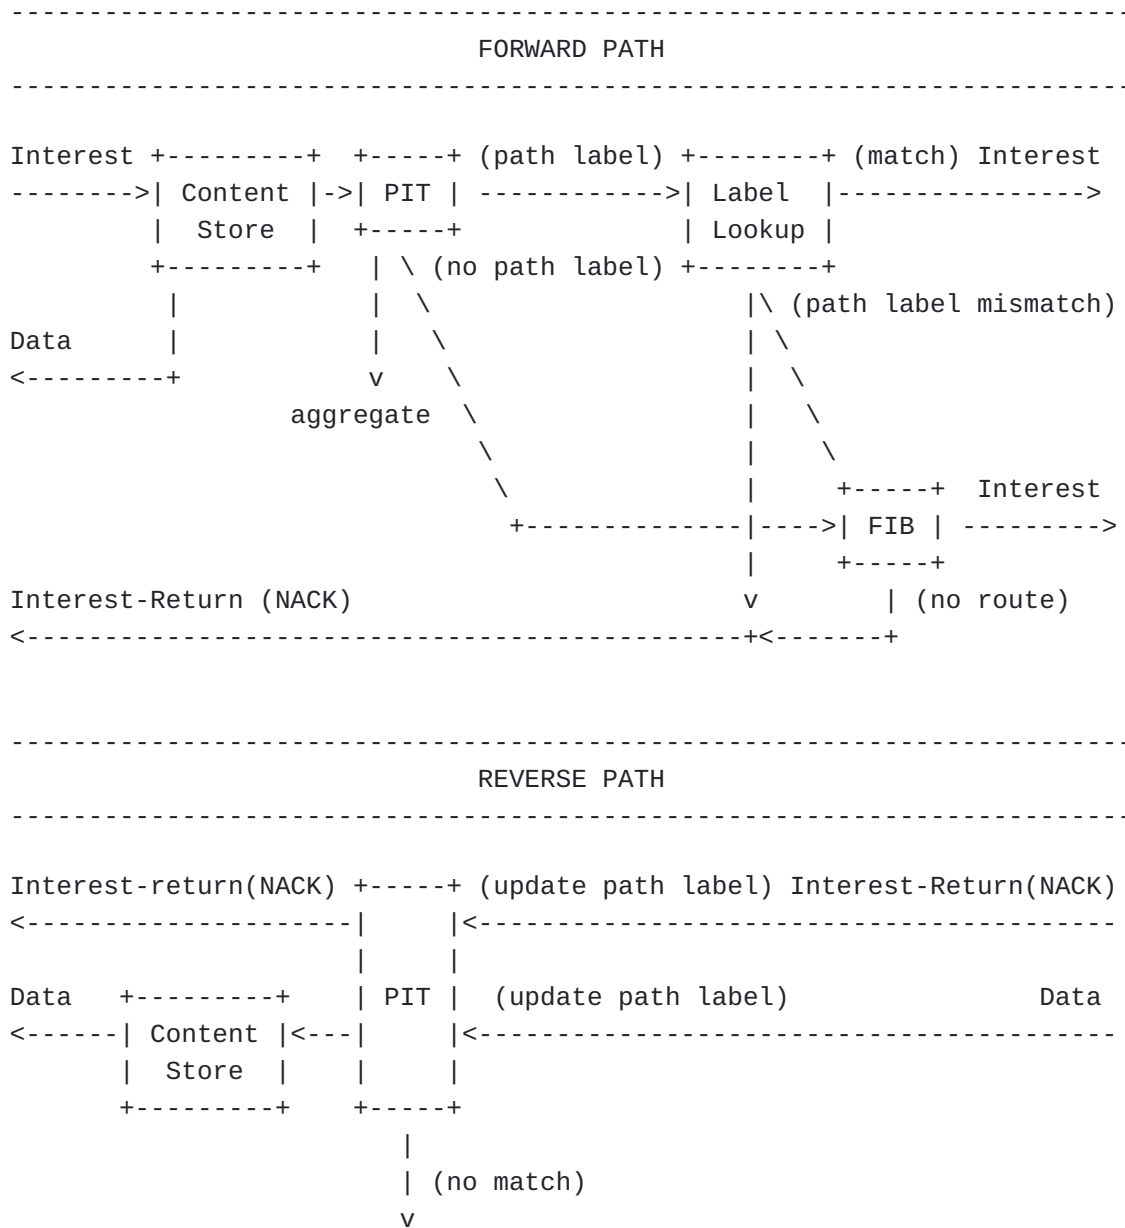 -----------------------------------------------------------------------
                              FORWARD PATH
-----------------------------------------------------------------------

Interest +---------+  +-----+ (path label) +--------+ (match) Interest
-------->| Content |->| PIT | ------------>| Label  |---------------->
         |  Store  |  +-----+              | Lookup |
         +---------+   | \ (no path label) +--------+
          |            |  \                    |\ (path label mismatch)
Data      |            |   \                   | \
<---------+            v    \                  |  \
                  aggregate  \                 |   \
                              \                |    \
                               \               |     +-----+  Interest
                                +--------------|---->| FIB | --------->
                                               |     +-----+
Interest-Return (NACK)                         v        | (no route)
<----------------------------------------------+<-------+


-----------------------------------------------------------------------
                              REVERSE PATH
-----------------------------------------------------------------------

Interest-return(NACK) +-----+ (update path label) Interest-Return(NACK)
<---------------------|     |<-----------------------------------------
                      |     |
Data   +---------+    | PIT |  (update path label)                Data
<------| Content |<---|     |<-----------------------------------------
       |  Store  |    |     |
       +---------+    +-----+
                         |
                         | (no match)
                         v